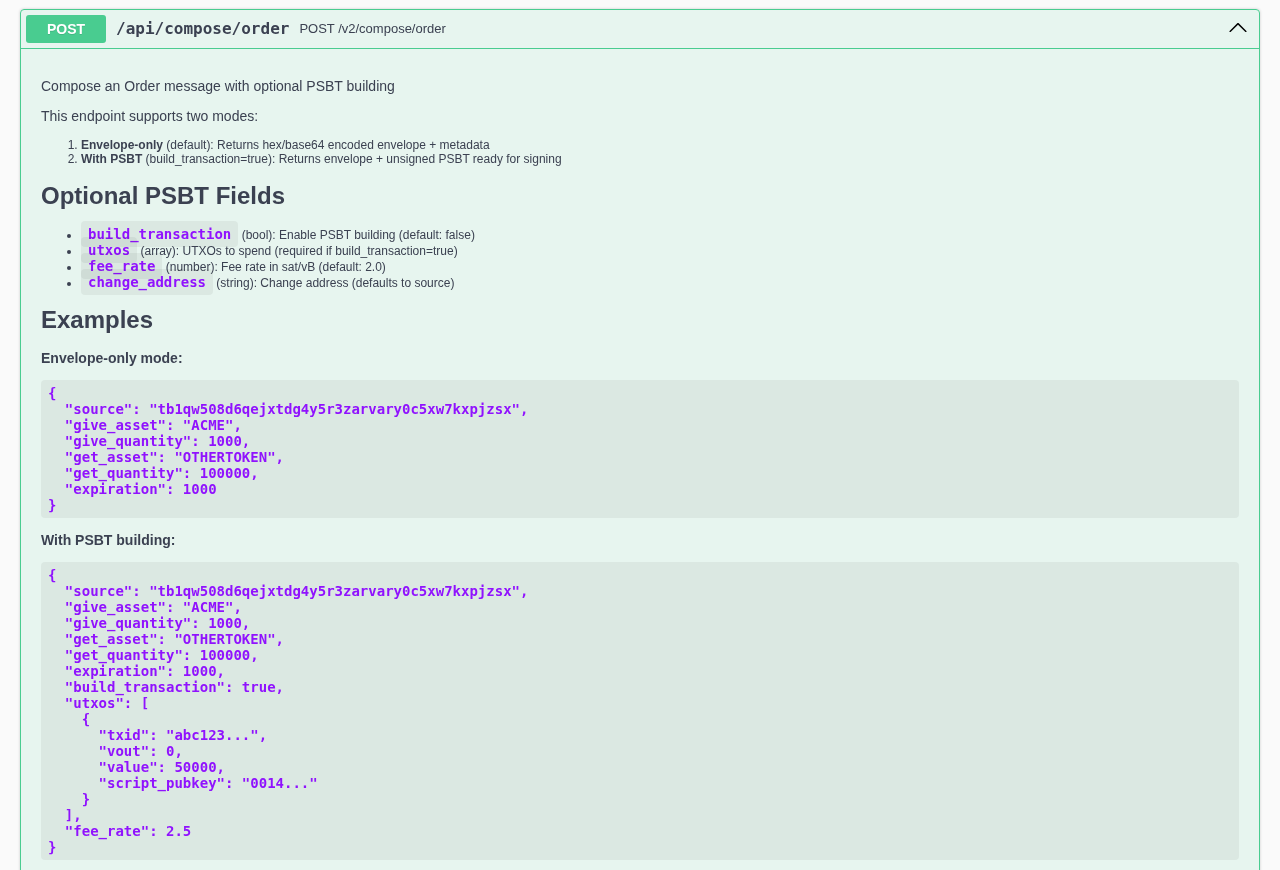 POST /api/compose/order POST /v2/compose/order
Compose an Order message with optional PSBT building
This endpoint supports two modes:
1. Envelope-only (default): Returns hex/base64 encoded envelope + metadata
2. With PSBT (build_transaction=true): Returns envelope + unsigned PSBT ready for signing
Optional PSBT Fields
• build_transaction (bool): Enable PSBT building (default: false)
• utxos (array): UTXOs to spend (required if build_transaction=true)
• fee_rate (number): Fee rate in sat/vB (default: 2.0)
• change_address (string): Change address (defaults to source)
Examples
Envelope-only mode:
{
  "source": "tb1qw508d6qejxtdg4y5r3zarvary0c5xw7kxpjzsx",
  "give_asset": "ACME",
  "give_quantity": 1000,
  "get_asset": "OTHERTOKEN",
  "get_quantity": 100000,
  "expiration": 1000
}
With PSBT building:
{
  "source": "tb1qw508d6qejxtdg4y5r3zarvary0c5xw7kxpjzsx",
  "give_asset": "ACME",
  "give_quantity": 1000,
  "get_asset": "OTHERTOKEN",
  "get_quantity": 100000,
  "expiration": 1000,
  "build_transaction": true,
  "utxos": [
    {
      "txid": "abc123...",
      "vout": 0,
      "value": 50000,
      "script_pubkey": "0014..."
    }
  ],
  "fee_rate": 2.5
}